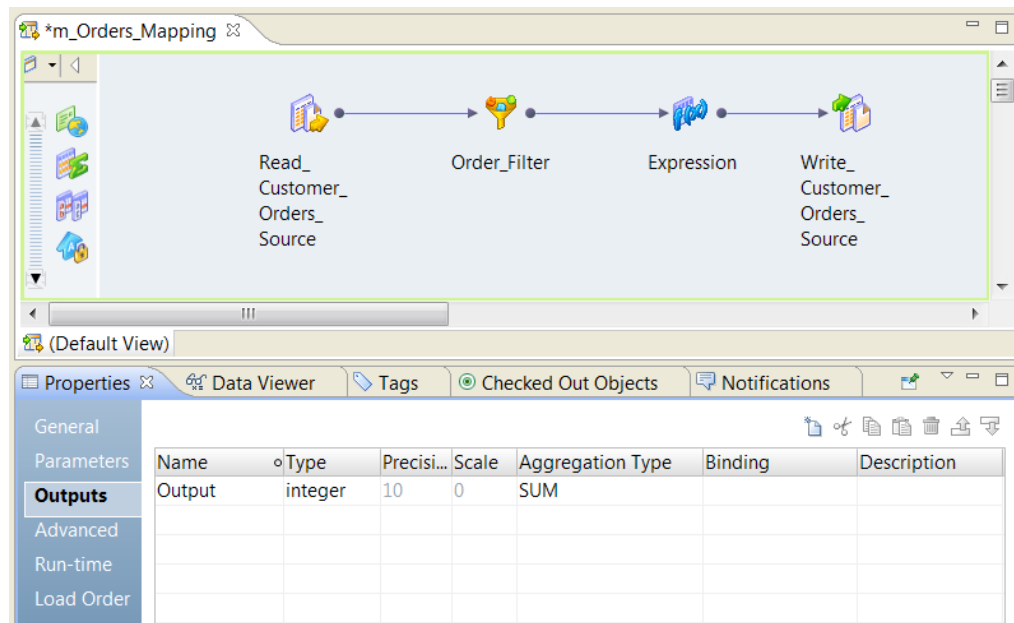 *m_Orders_Mapping
Read_ Order_Filter Expression Write_
Customer_ Customer_
Orders_ Orders_
Source Source
(Default View)
Properties Data Viewer Tags Checked Out Objects Notifications
General
Parameters Name Type Precisi... Scale Aggregation Type Binding Description
Outputs Output integer 10 0 SUM
Advanced
Run-time
Load Order